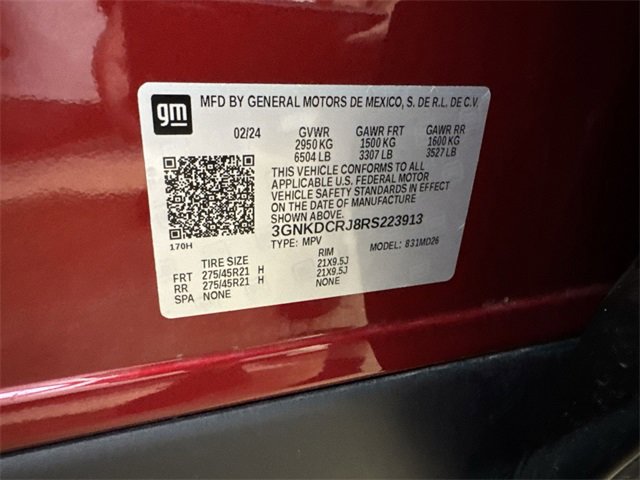 gm
MFD BY GENERAL MOTORS DE MEXICO, S. DE R.L. DE C.V.
02/24 GVWR GAWR FRT GAWR RR
2950 KG 1500 KG 1600 KG
6504 LB 3307 LB 3527 LB
THIS VEHICLE CONFORMS TO ALL
APPLICABLE U.S. FEDERAL MOTOR
VEHICLE SAFETY STANDARDS IN EFFECT
ON THE DATE OF MANUFACTURE
SHOWN ABOVE.
3GNKDCRJ8RS223913
170H
TYPE: MPV MODEL: 831MD26
TIRE SIZE RIM
FRT 275/45R21 H 21X9.5J
RR 275/45R21 H 21X9.5J
SPA NONE NONE